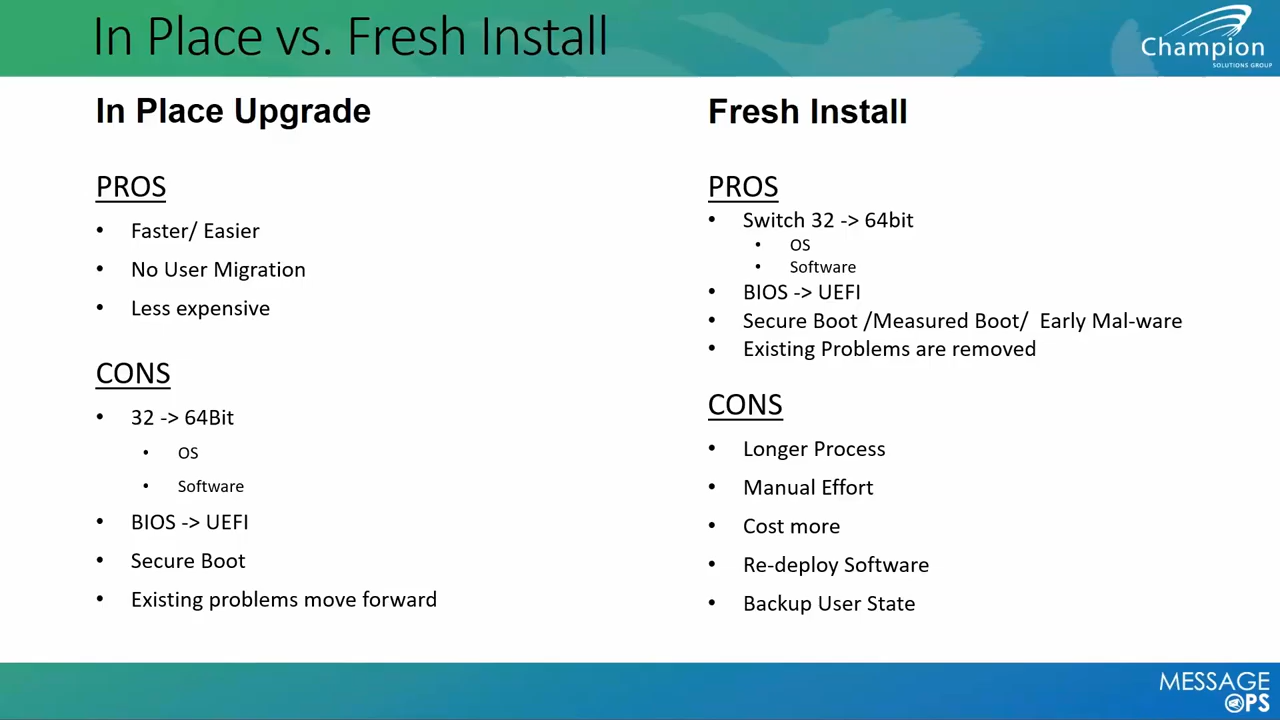 In Place vs. Fresh Install
Champion
SOLUTIONS GROUP
In Place Upgrade
PROS
• Faster/ Easier
• No User Migration
• Less expensive
CONS
• 32 -> 64Bit
• OS
• Software
• BIOS -> UEFI
• Secure Boot
• Existing problems move forward
Fresh Install
PROS
• Switch 32 -> 64bit
• OS
• Software
• BIOS -> UEFI
• Secure Boot /Measured Boot/ Early Mal-ware
• Existing Problems are removed
CONS
• Longer Process
• Manual Effort
• Cost more
• Re-deploy Software
• Backup User State
MESSAGE
OPS